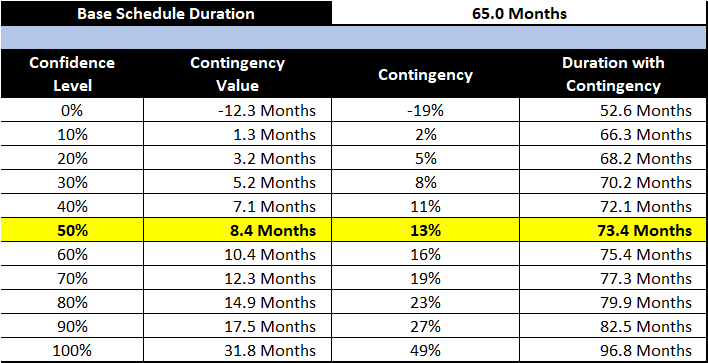 Base Schedule Duration 65.0 Months
Confidence Level Contingency Value Contingency Duration with Contingency
0% -12.3 Months -19% 52.6 Months
10% 1.3 Months 2% 66.3 Months
20% 3.2 Months 5% 68.2 Months
30% 5.2 Months 8% 70.2 Months
40% 7.1 Months 11% 72.1 Months
50% 8.4 Months 13% 73.4 Months
60% 10.4 Months 16% 75.4 Months
70% 12.3 Months 19% 77.3 Months
80% 14.9 Months 23% 79.9 Months
90% 17.5 Months 27% 82.5 Months
100% 31.8 Months 49% 96.8 Months